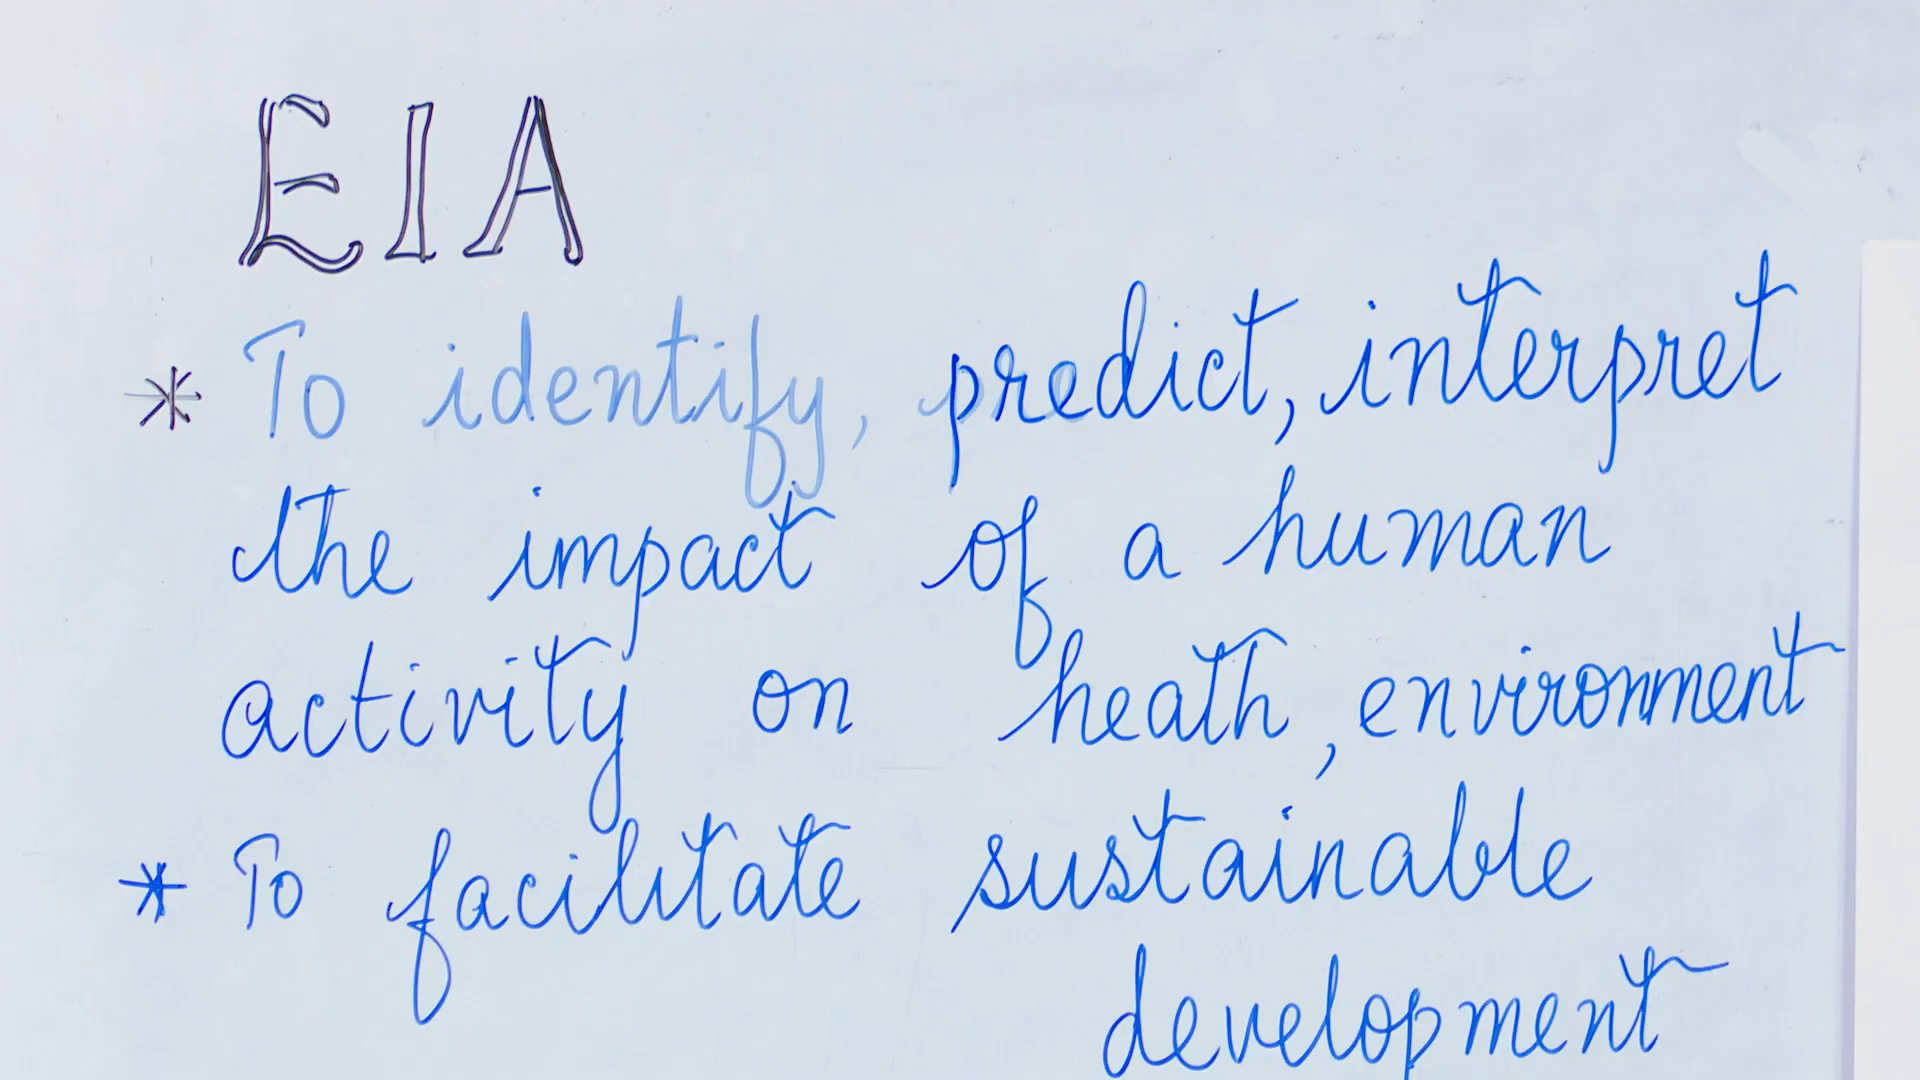 EIA
* To identify, predict, interpret
the impact of a human
activity on heath, environment
* To facilitate sustainable
development